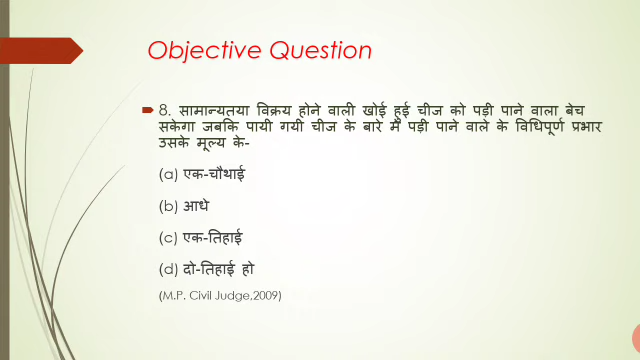 Objective Question
8. सामान्यतया विक्रय होने वाली खोई हुई चीज को पड़ी पाने वाला बेच
सकेगा जबकि पायी गयी चीज के बारे में पड़ी पाने वाले के विधिपूर्ण प्रभार
उसके मूल्य के-
(a) एक-चौथाई
(b) आधे
(c) एक-तिहाई
(d) दो-तिहाई हो
(M.P. Civil Judge,2009)